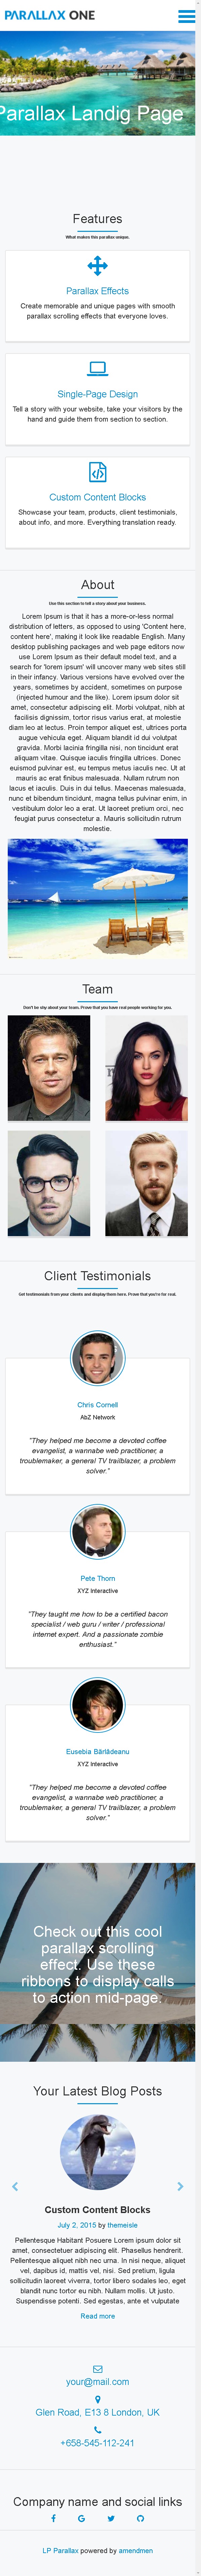 PARALLAX ONE
Parallax Landig Page
Features
What makes this parallax unique.
Parallax Effects
Create memorable and unique pages with smooth
parallax scrolling effects that everyone loves.
Single-Page Design
Tell a story with your website, take your visitors by the
hand and guide them from section to section.
Custom Content Blocks
Showcase your team, products, client testimonials,
about info, and more. Everything translation ready.
About
Use this section to tell a story about your business.
Lorem Ipsum is that it has a more-or-less normal
distribution of letters, as opposed to using 'Content here,
content here', making it look like readable English. Many
desktop publishing packages and web page editors now
use Lorem Ipsum as their default model text, and a
search for 'lorem ipsum' will uncover many web sites still
in their infancy. Various versions have evolved over the
years, sometimes by accident, sometimes on purpose
(injected humour and the like). Lorem ipsum dolor sit
amet, consectetur adipiscing elit. Morbi volutpat, nibh at
facilisis dignissim, tortor risus varius erat, at molestie
diam leo at lectus. Proin tempor aliquet est, ultrices porta
augue vehicula eget. Aliquam blandit id dui volutpat
gravida. Morbi lacinia fringilla nisi, non tincidunt erat
aliquam vitae. Quisque iaculis fringilla ultrices. Donec
euismod pulvinar est, eu tempus metus iaculis nec. Ut at
mauris ac erat finibus malesuada. Nullam rutrum non
lacus et iaculis. Duis in dui tellus. Maecenas malesuada,
nunc et bibendum tincidunt, magna tellus pulvinar enim, in
vestibulum dolor leo a erat. Ut laoreet pretium orci, nec
feugiat purus consectetur a. Mauris sollicitudin rutrum
molestie.
Team
Don't be shy about your team. Prove that you have real people working for you.
Client Testimonials
Get testimonials from your clients and display them here. Prove that you're for real.
Chris Cornell
AbZ Network
"They helped me become a devoted coffee
evangelist, a wannabe web practitioner, a
troublemaker, a general TV trailblazer, a problem
solver."
Pete Thorn
XYZ Interactive
"They taught me how to be a certified bacon
specialist / web guru / writer / professional
internet expert. And a passionate zombie
enthusiast."
Eusebia Bârlădeanu
XYZ Interactive
"They helped me become a devoted coffee
evangelist, a wannabe web practitioner, a
troublemaker, a general TV trailblazer, a problem
solver."
Check out this cool
parallax scrolling
effect. Use these
ribbons to display calls
to action mid-page.
Your Latest Blog Posts
Custom Content Blocks
July 2, 2015 by themeisle
Pellentesque Habitant Posuere Lorem ipsum dolor sit
amet, consectetuer adipiscing elit. Phasellus hendrerit.
Pellentesque aliquet nibh nec urna. In nisi neque, aliquet
vel, dapibus id, mattis vel, nisi. Sed pretium, ligula
sollicitudin laoreet viverra, tortor libero sodales leo, eget
blandit nunc tortor eu nibh. Nullam mollis. Ut justo.
Suspendisse potenti. Sed egestas, ante et vulputate
Read more
your@mail.com
Glen Road, E13 8 London, UK
+658-545-112-241
Company name and social links
LP Parallax powered by amendmen